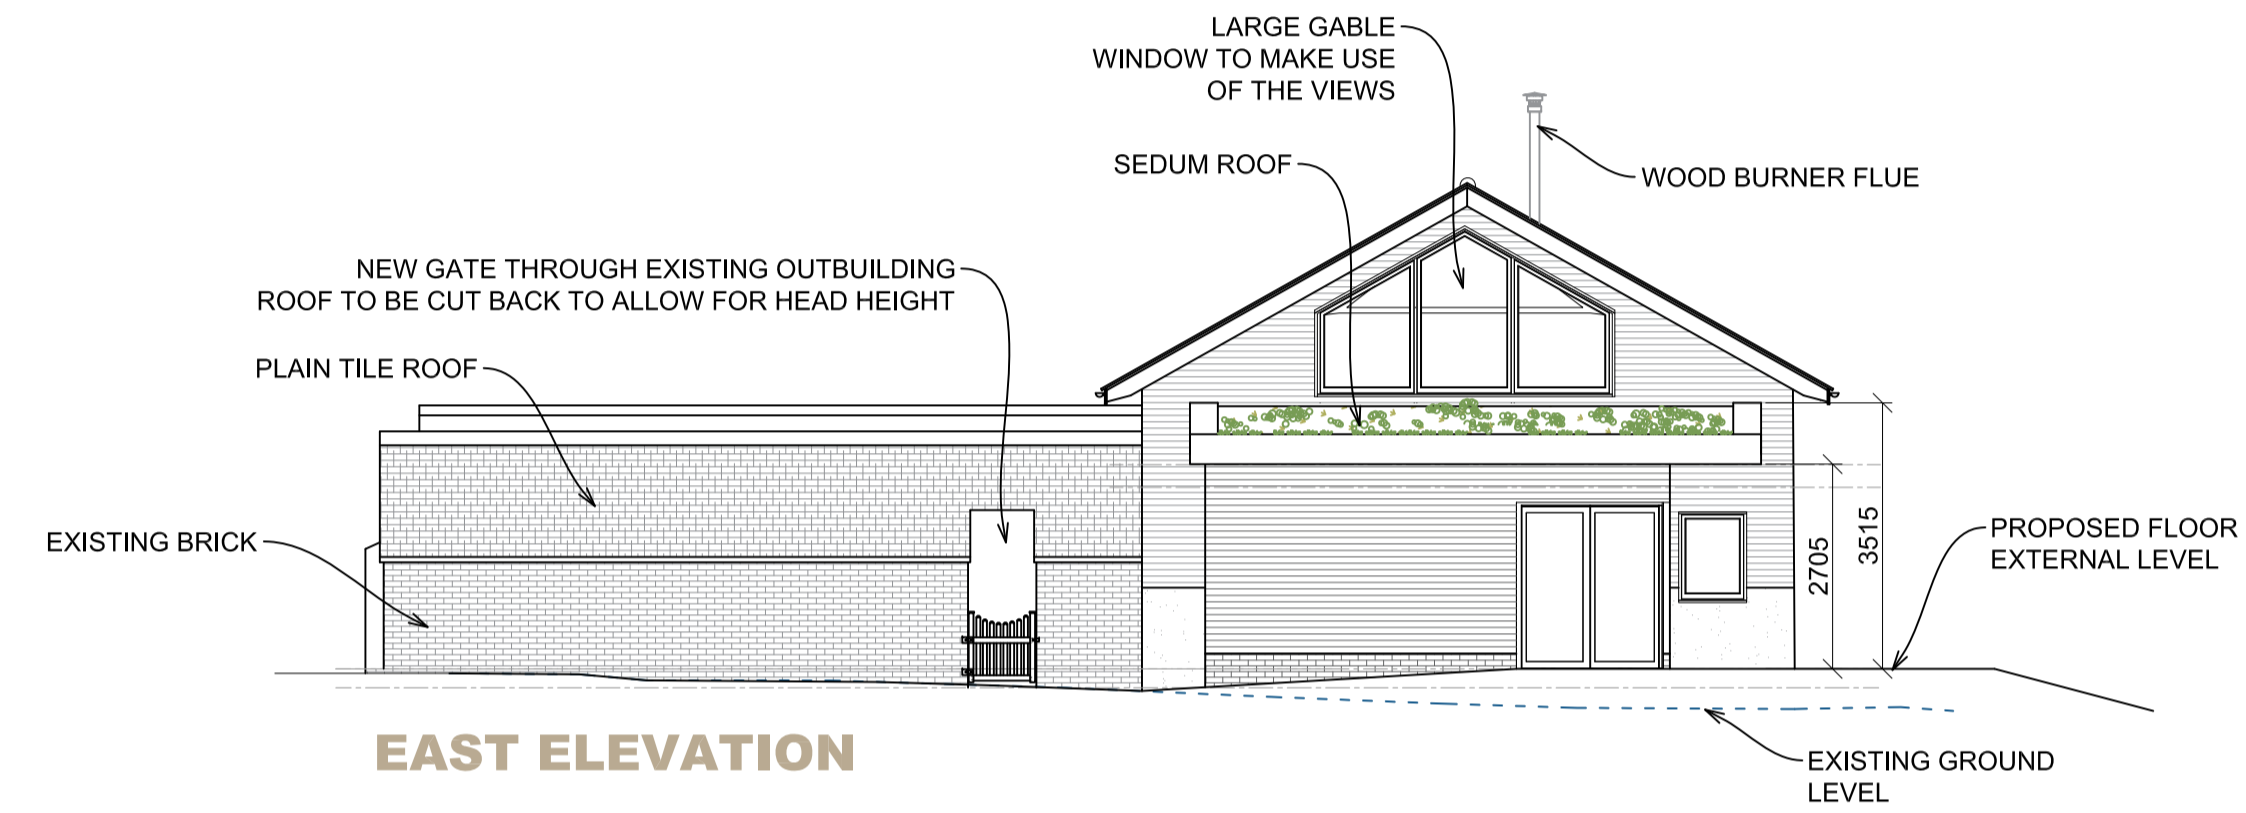 LARGE GABLE
WINDOW TO MAKE USE
OF THE VIEWS
SEDUM ROOF
WOOD BURNER FLUE
NEW GATE THROUGH EXISTING OUTBUILDING
ROOF TO BE CUT BACK TO ALLOW FOR HEAD HEIGHT
PLAIN TILE ROOF
EXISTING BRICK
2705
3515
PROPOSED FLOOR
EXTERNAL LEVEL
EAST ELEVATION
EXISTING GROUND
LEVEL